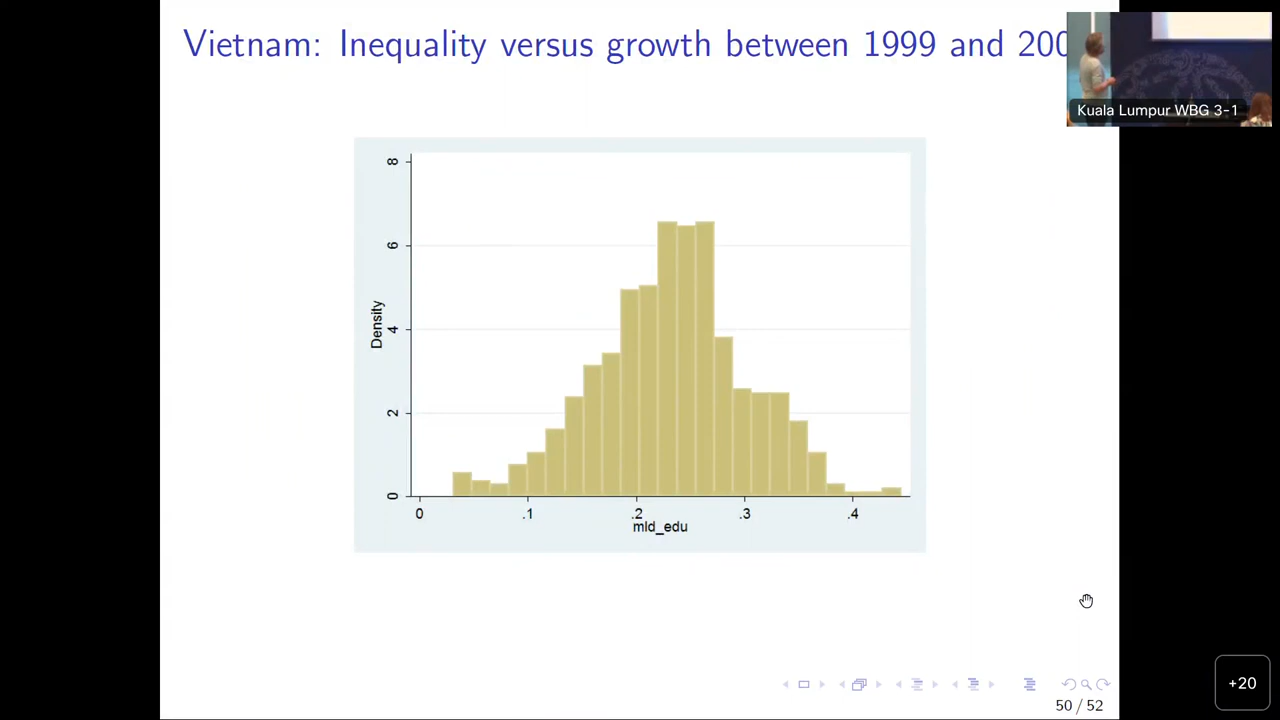 Vietnam: Inequality versus growth between 1999 and 200
Kuala Lumpur WBG 3-1
8
6
4
2
0
Density
0 .1 .2 .3 .4
mld_edu
50 / 52
+20